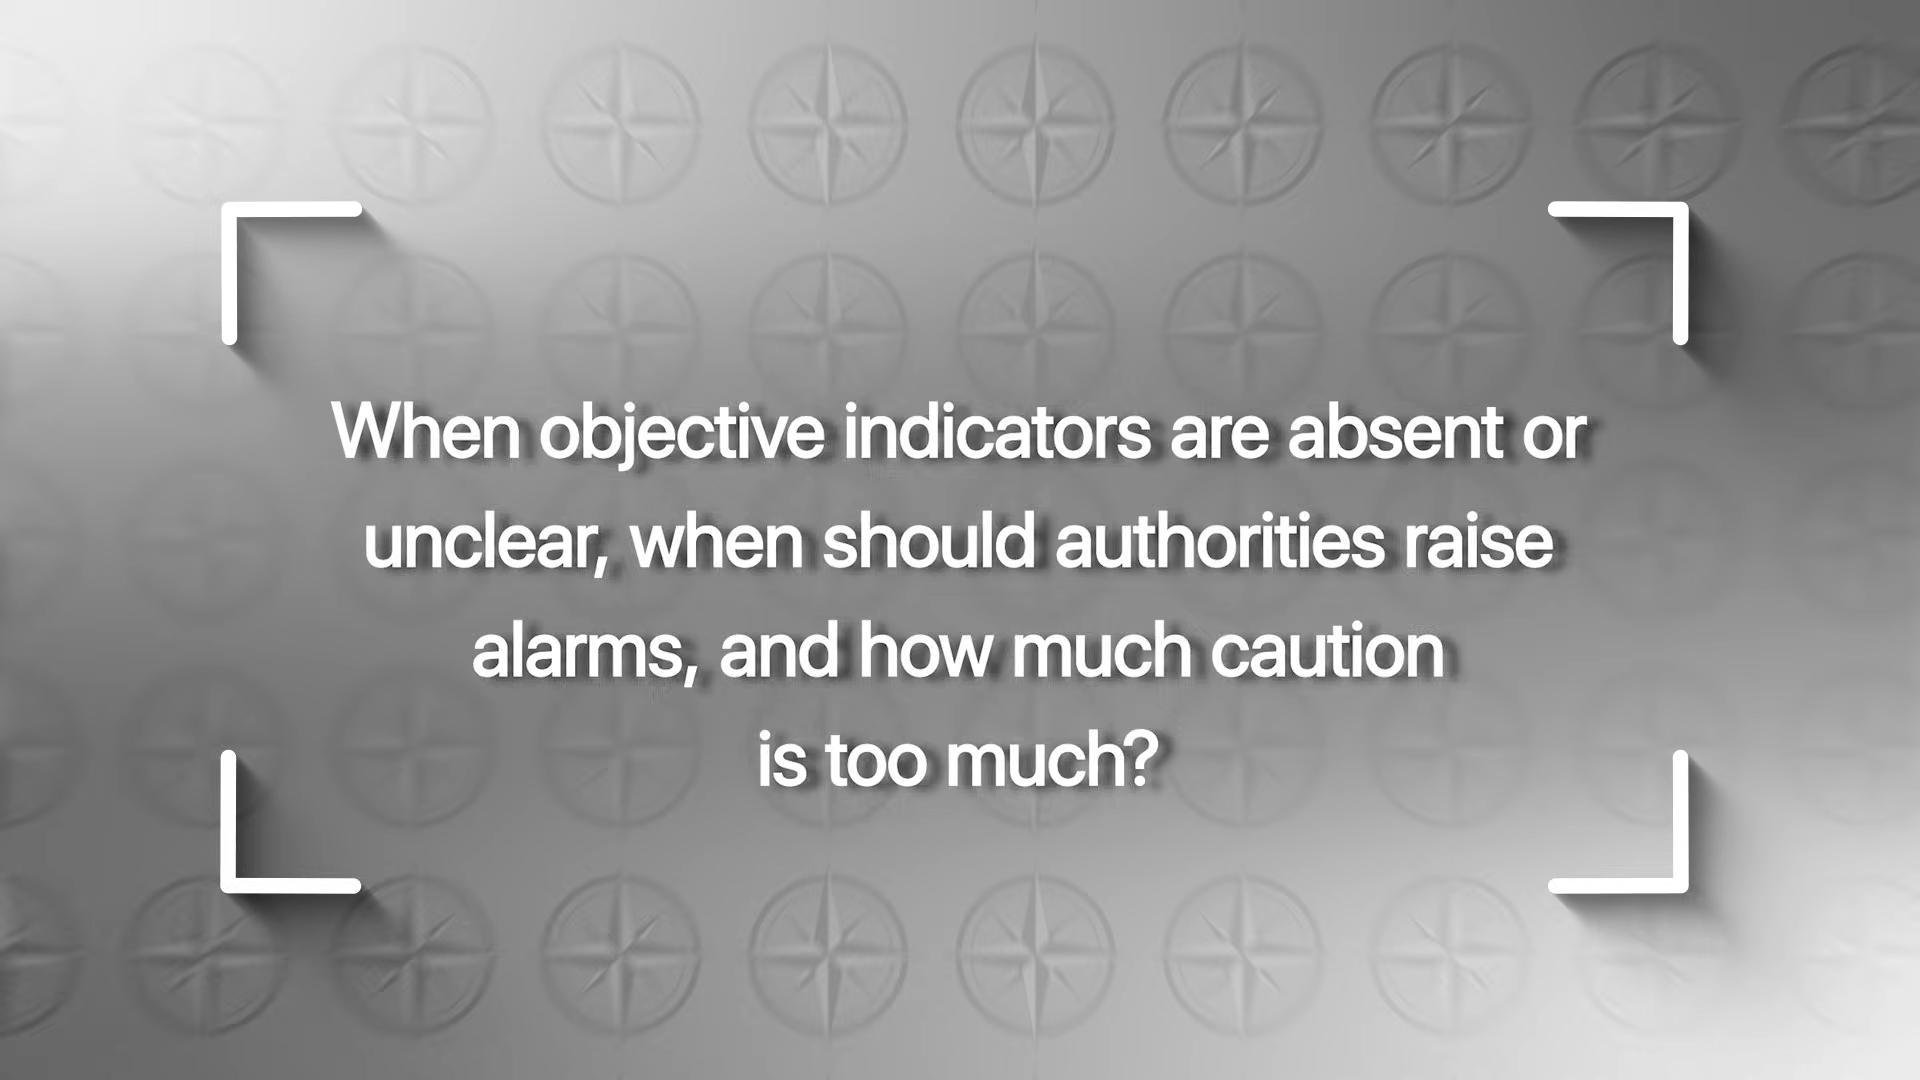 When objective indicators are absent or
unclear, when should authorities raise
alarms, and how much caution
is too much?